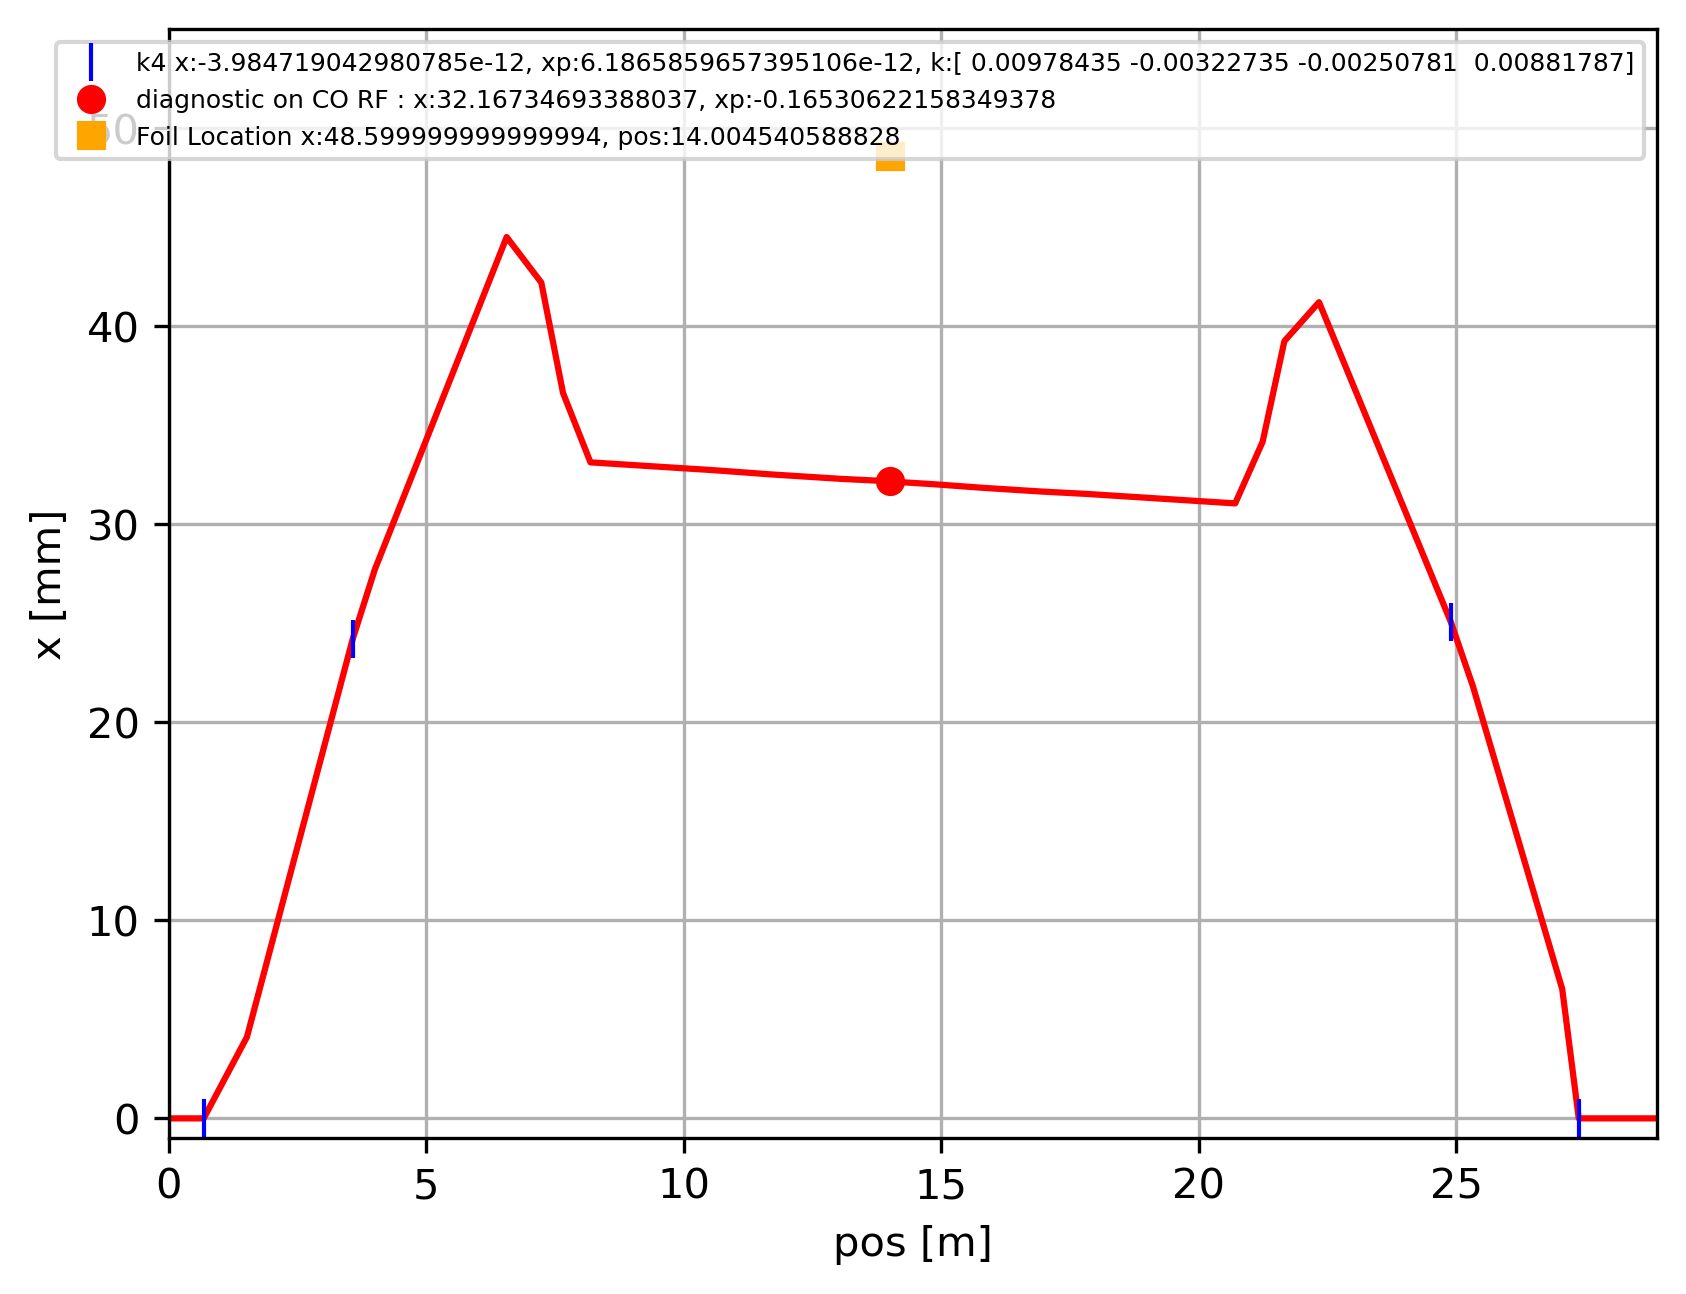 k4 x:-3.984719042980785e-12, xp:6.1865859657395106e-12, k:[ 0.00978435 -0.00322735 -0.00250781  0.00881787]
diagnostic on CO RF : x:32.16734693388037, xp:-0.16530622158349378
Foil Location x:48.599999999999994, pos:14.004540588828
50
40
30
20
10
0
x [mm]
0 5 10 15 20 25
pos [m]